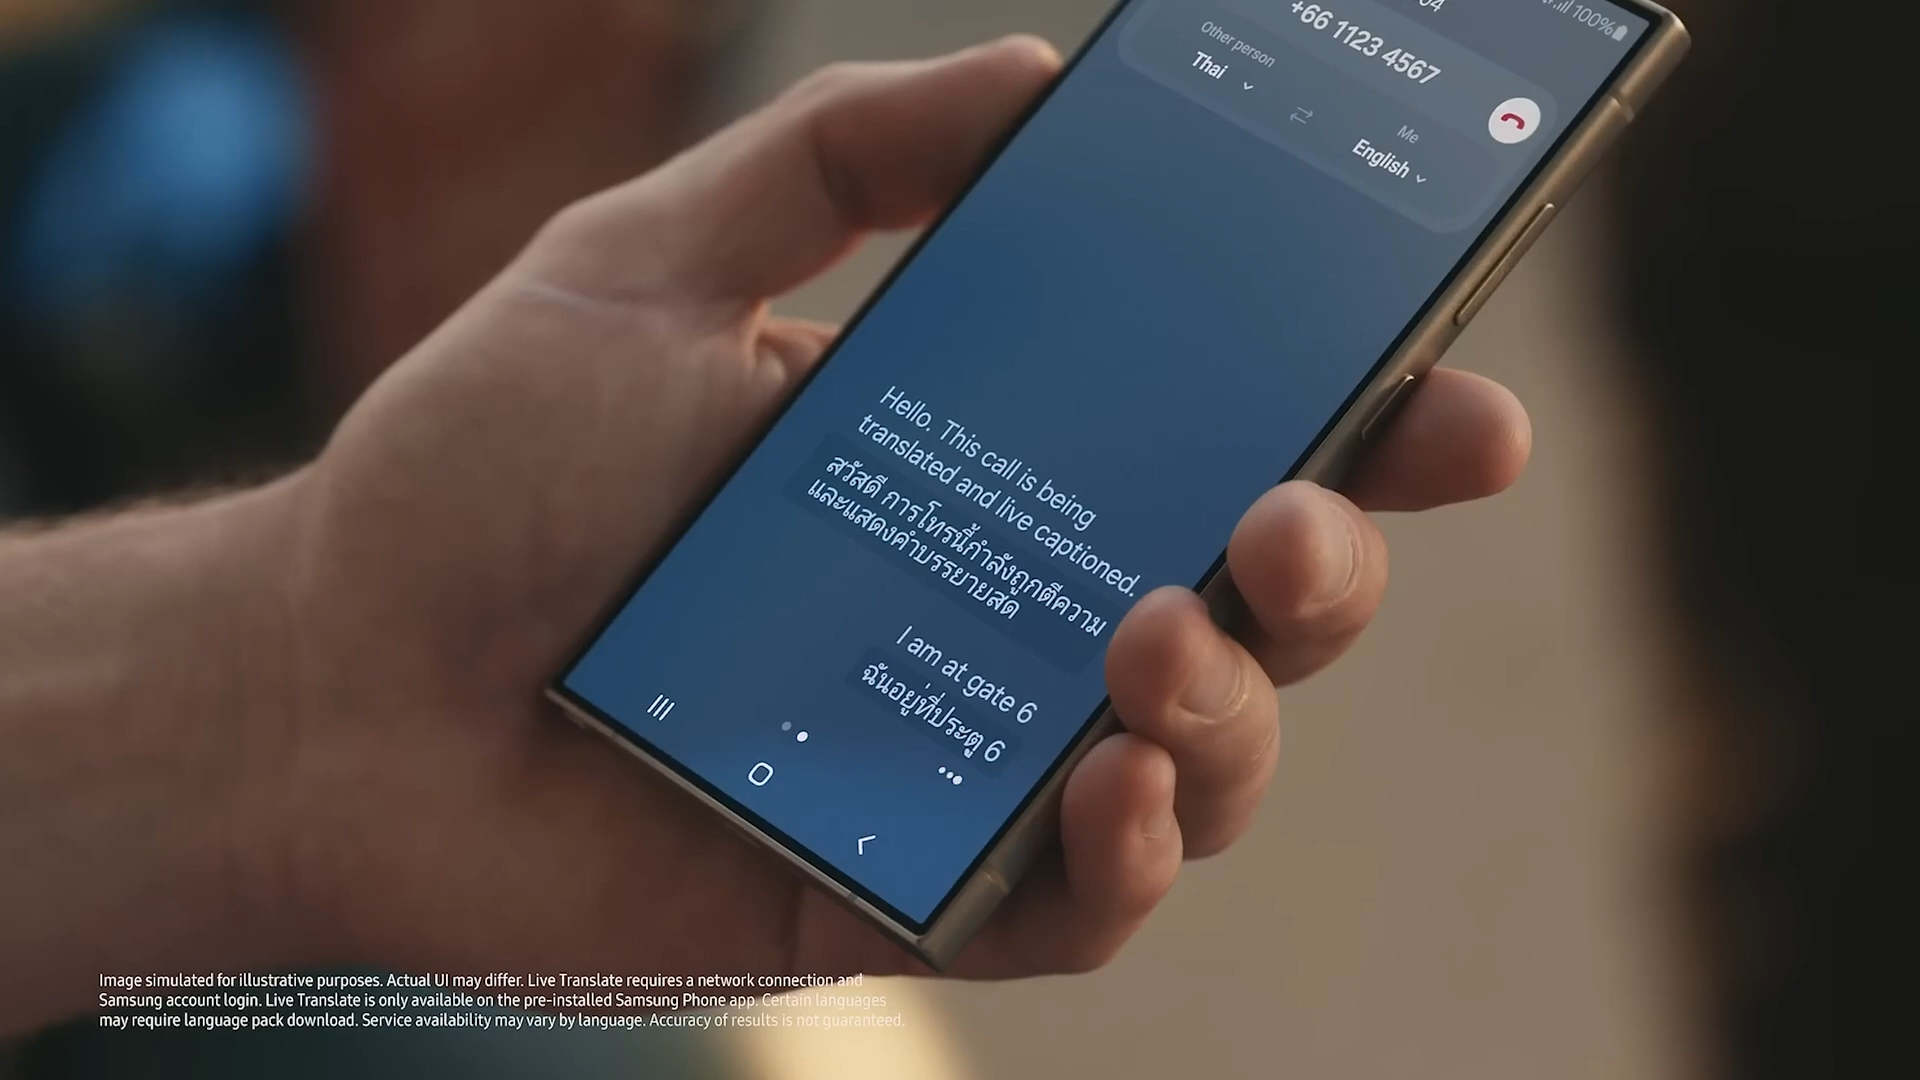 04
100%
+66 1123 4567
Other person
Thai
Me
English
Hello. This call is being
translated and live captioned.
สวัสดี การโทรนี้กำลังถูกตีความ
และแสดงคำบรรยายสด
I am at gate 6
ฉันอยู่ที่ประตู 6
Image simulated for illustrative purposes. Actual UI may differ. Live Translate requires a network connection and
Samsung account login. Live Translate is only available on the pre-installed Samsung Phone app. Certain languages
may require language pack download. Service availability may vary by language. Accuracy of results is not guaranteed.